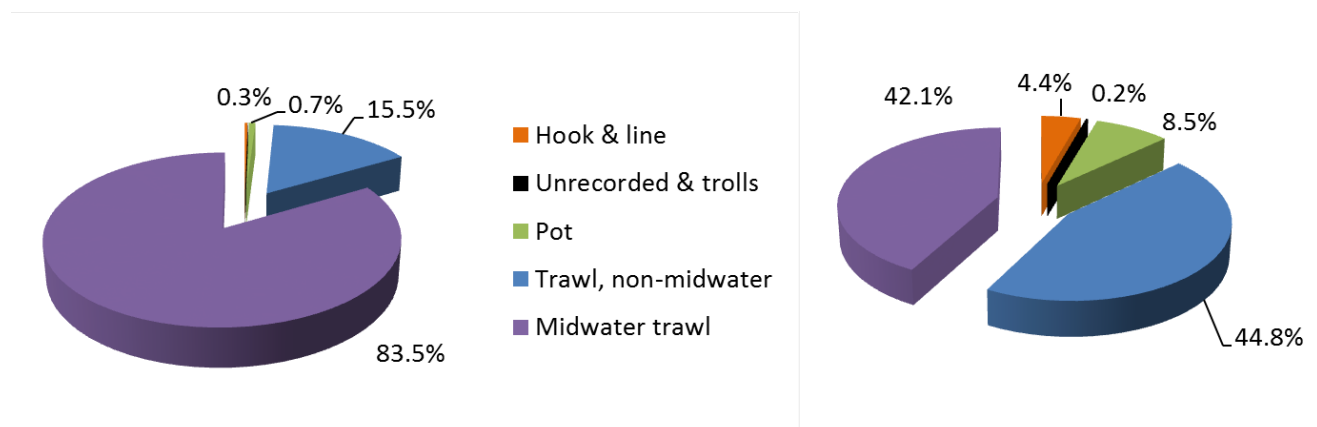 0.3%
0.7%
15.5%
83.5%
Hook & line
Unrecorded & trolls
Pot
Trawl, non-midwater
Midwater trawl
42.1%
4.4%
0.2%
8.5%
44.8%